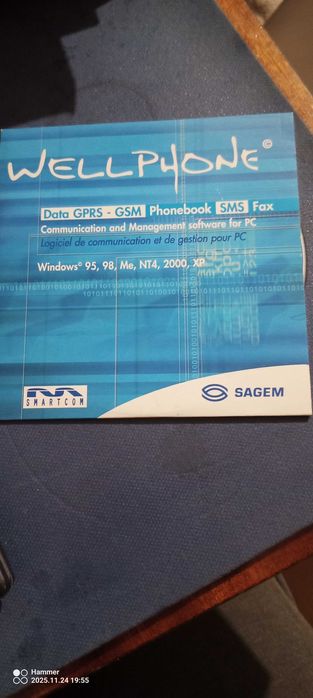 WELLPHONE©
Data GPRS - GSM Phonebook SMS Fax
Communication and Management software for PC
Logiciel de communication et de gestion pour PC
Windows© 95, 98, Me, NT4, 2000, XP
SMARTCOM
SAGEM
Hammer
2025.11.24 19:55